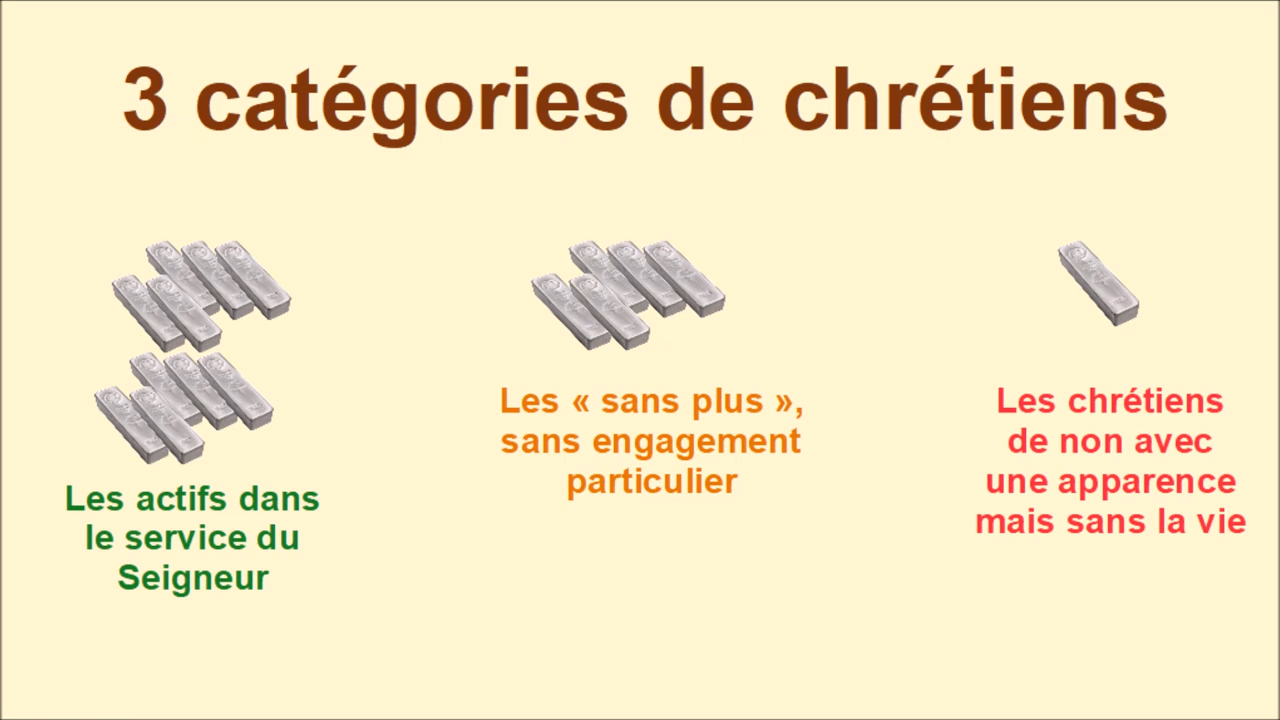 3 catégories de chrétiens
Les actifs dans
le service du
Seigneur
Les « sans plus »,
sans engagement
particulier
Les chrétiens
de non avec
une apparence
mais sans la vie